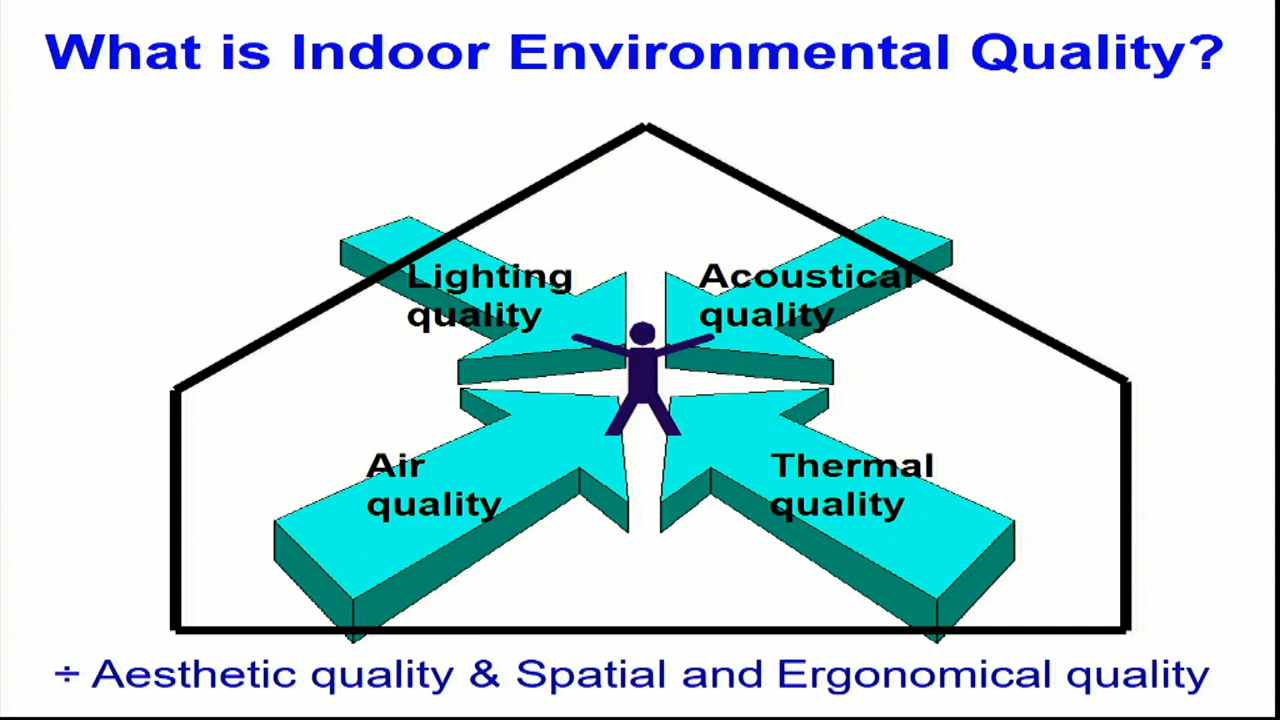 What is Indoor Environmental Quality?
Lighting
quality
Acoustical
quality
Air
quality
Thermal
quality
÷ Aesthetic quality & Spatial and Ergonomical quality